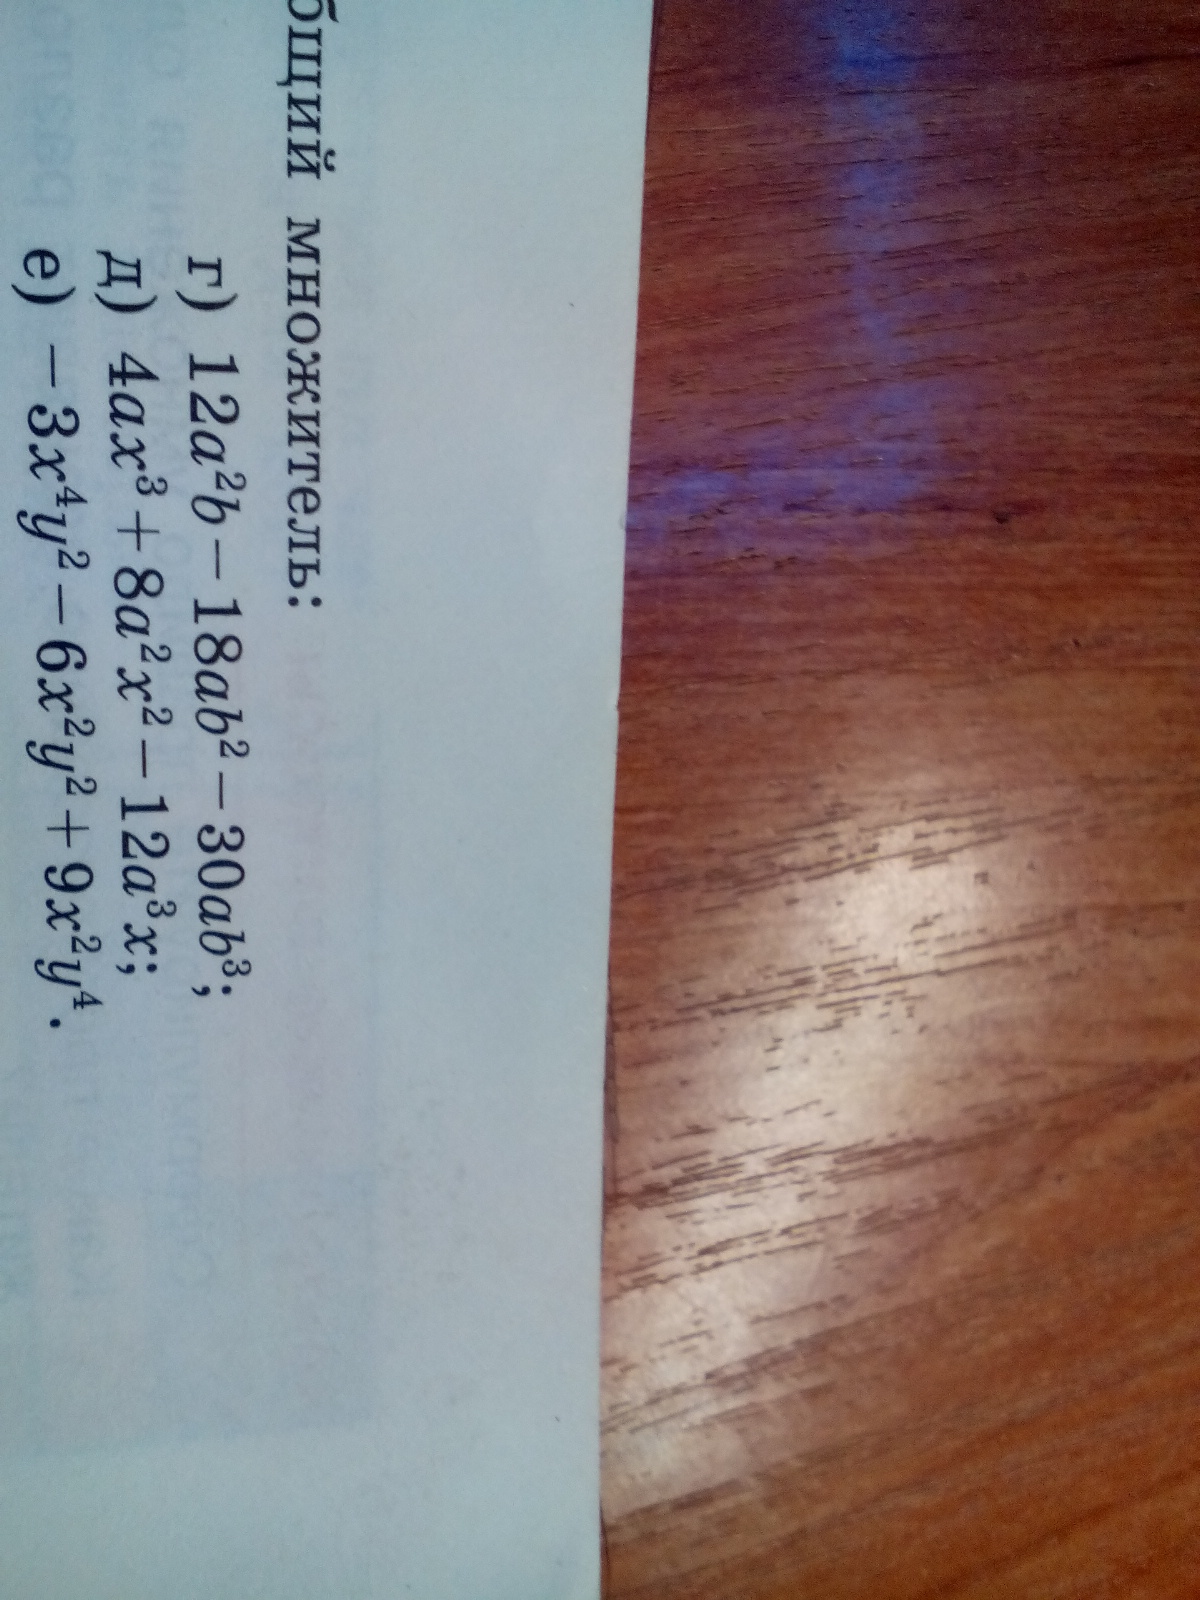 бщий множитель:
г) 12a²b − 18ab² − 30ab³;
д) 4ax³ + 8a²x² − 12a³x;
е) −3x⁴y² − 6x²y² + 9x²y⁴.